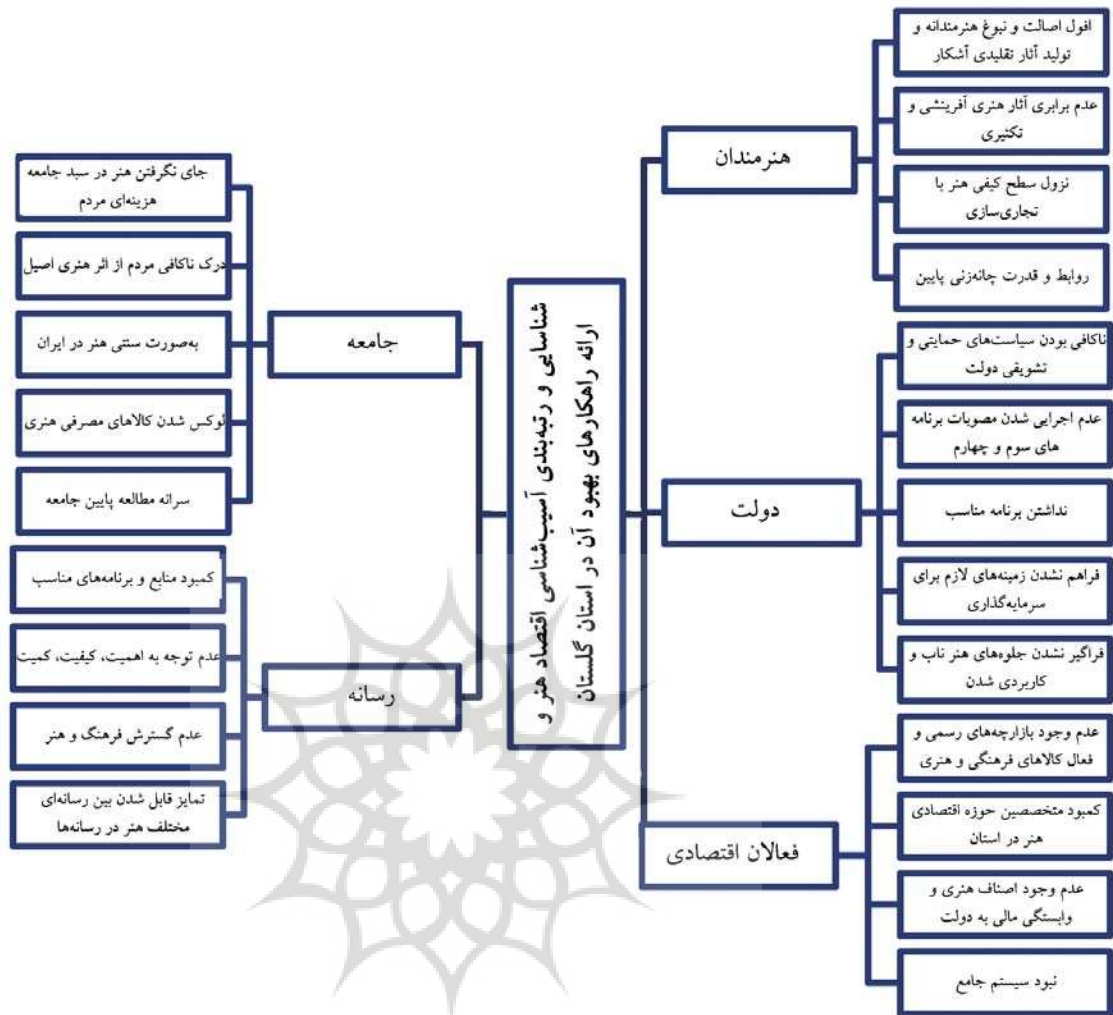 شناسایی و رتبه‌بندی آسیب‌شناسی اقتصاد هنر و
ارائه راهکارهای بهبود آن در استان گلستان
هنرمندان
افول اصالت و نبوغ هنرمندانه و
تولید آثار تقلیدی آشکار
عدم برابری آثار هنری آفرینشی و
تکثیری
نزول سطح کیفی هنر با
تجاری‌سازی
روابط و قدرت چانه‌زنی پایین
دولت
ناکافی بودن سیاست‌های حمایتی و
تشویقی دولت
عدم اجرایی شدن مصوبات برنامه
های سوم و چهارم
نداشتن برنامه مناسب
فراهم نشدن زمینه‌های لازم برای
سرمایه‌گذاری
فراگیر نشدن جلوه‌های هنر ناب و
کاربردی شدن
فعالان اقتصادی
عدم وجود بازارچه‌های رسمی و
فعال کالاهای فرهنگی و هنری
کمبود متخصصین حوزه اقتصادی
هنر در استان
عدم وجود اصناف هنری و
وابستگی مالی به دولت
نبود سیستم جامع
جامعه
جای نگرفتن هنر در سبد جامعه
هزینه‌ای مردم
درک ناکافی مردم از اثر هنری اصیل
به‌صورت سنتی هنر در ایران
لوکس شدن کالاهای مصرفی هنری
سرانه مطالعه پایین جامعه
رسانه
کمبود منابع و برنامه‌های مناسب
عدم توجه به اهمیت، کیفیت، کمیت
عدم گسترش فرهنگ و هنر
تمایز قابل شدن بین رسانه‌ای
مختلف هنر در رسانه‌ها